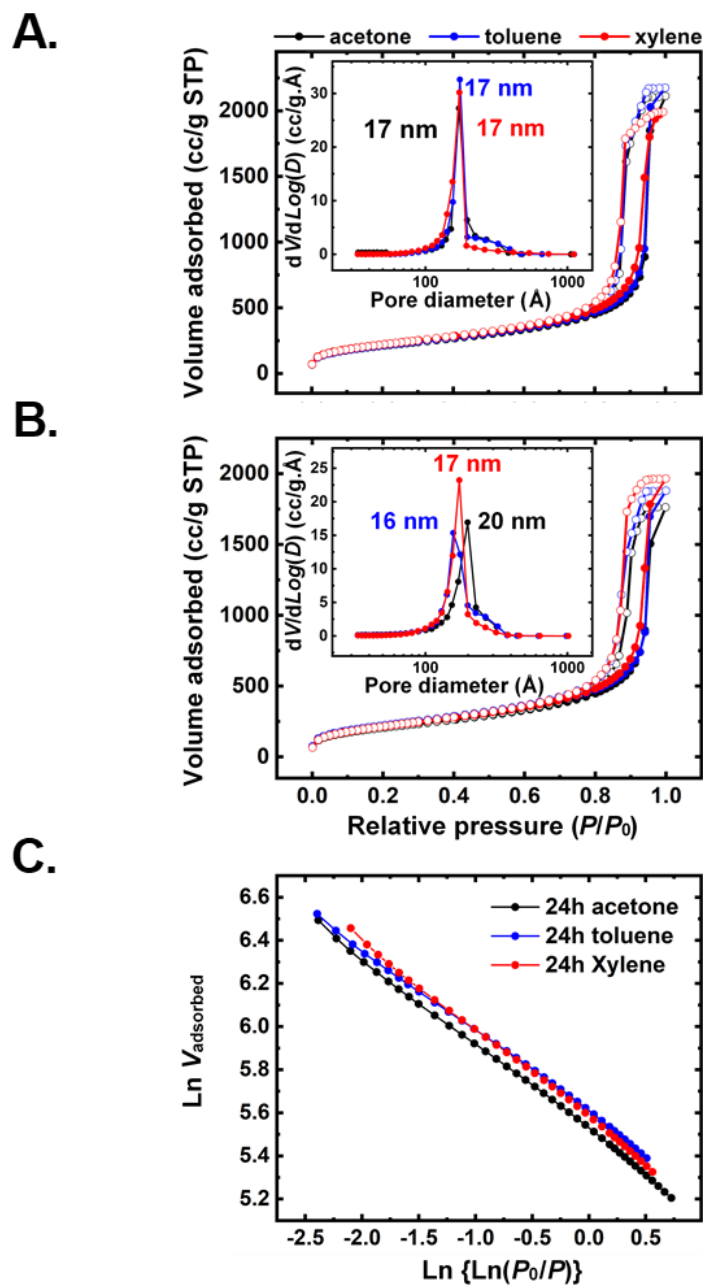 A.
acetone toluene xylene
Volume adsorbed (cc/g STP)
2000
1500
1000
500
0
dV/dLog(D) (cc/g.Å)
30
20
10
0
17 nm
17 nm 17 nm
100 1000
Pore diameter (Å)
B.
Volume adsorbed (cc/g STP)
2000
1500
1000
500
0
dV/dLog(D) (cc/g.Å)
25
20
15
10
5
0
17 nm
16 nm 20 nm
100 1000
Pore diameter (Å)
0.0 0.2 0.4 0.6 0.8 1.0
Relative pressure (P/P0)
C.
Ln Vadsorbed
6.6
6.4
6.2
6.0
5.8
5.6
5.4
5.2
24h acetone
24h toluene
24h Xylene
-2.5 -2.0 -1.5 -1.0 -0.5 0.0 0.5
Ln {Ln(P0/P)}